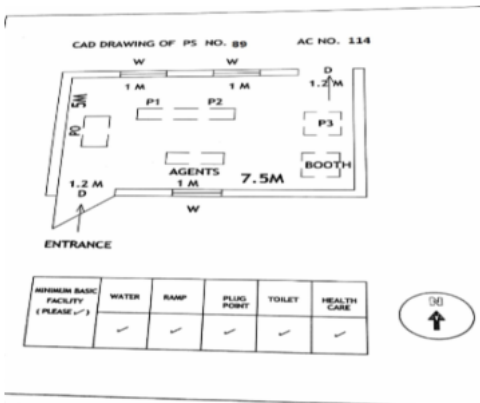 CAD DRAWING OF PS NO. 89 AC NO. 114
W W D
1 M 1 M 1.2 M
5M
P1 P2
P3
PO
AGENTS
BOOTH
1.2 M 1 M 7.5M
D
W
ENTRANCE
MINIMUM BASIC FACILITY (PLEASE ✓) WATER RAMP PLUG POINT TOILET HEALTH CARE
✓ ✓ ✓ ✓ ✓
N